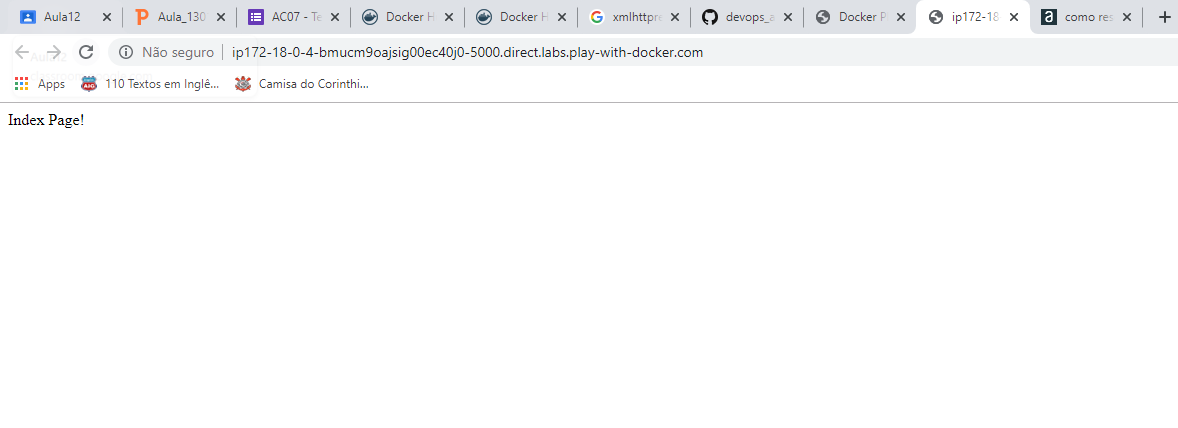 Aula12 Aula_130 AC07 - Te Docker H Docker H xmlhttpre devops_a Docker P ip172-18 como res
Não seguro ip172-18-0-4-bmucm9oajsig00ec40j0-5000.direct.labs.play-with-docker.com
Apps 110 Textos em Inglê... Camisa do Corinthi...
Index Page!